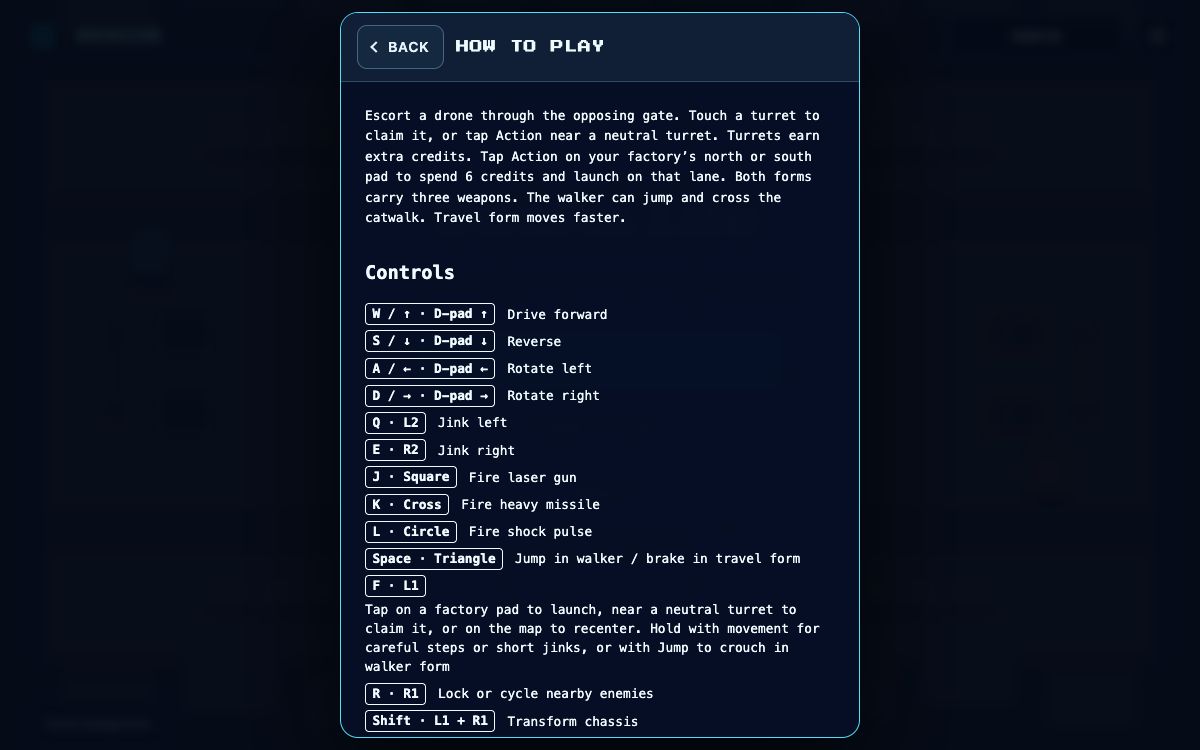 BACK
HOW TO PLAY
Escort a drone through the opposing gate. Touch a turret to
claim it, or tap Action near a neutral turret. Turrets earn
extra credits. Tap Action on your factory’s north or south
pad to spend 6 credits and launch on that lane. Both forms
carry three weapons. The walker can jump and cross the
catwalk. Travel form moves faster.
Controls
W / ↑ · D-pad ↑ Drive forward
S / ↓ · D-pad ↓ Reverse
A / ← · D-pad ← Rotate left
D / → · D-pad → Rotate right
Q · L2 Jink left
E · R2 Jink right
J · Square Fire laser gun
K · Cross Fire heavy missile
L · Circle Fire shock pulse
Space · Triangle Jump in walker / brake in travel form
F · L1
Tap on a factory pad to launch, near a neutral turret to
claim it, or on the map to recenter. Hold with movement for
careful steps or short jinks, or with Jump to crouch in
walker form
R · R1 Lock or cycle nearby enemies
Shift · L1 + R1 Transform chassis